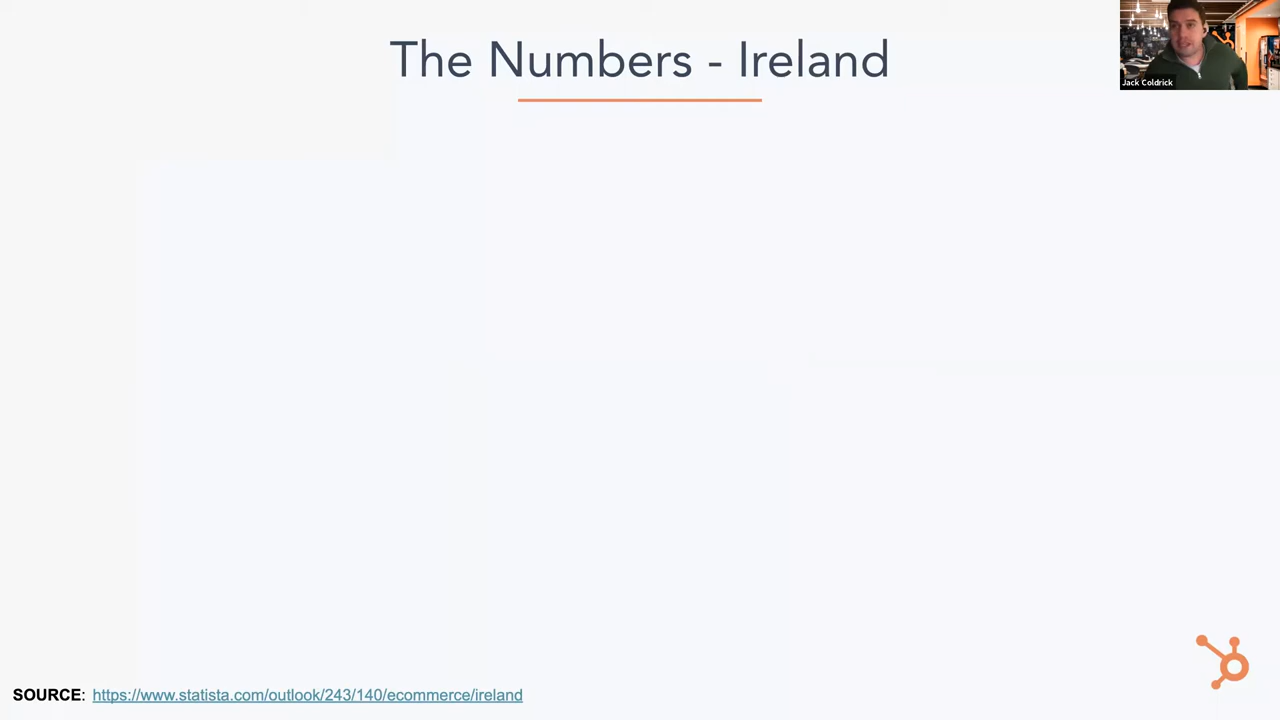 The Numbers - Ireland
Jack Coldrick
SOURCE: https://www.statista.com/outlook/243/140/ecommerce/ireland